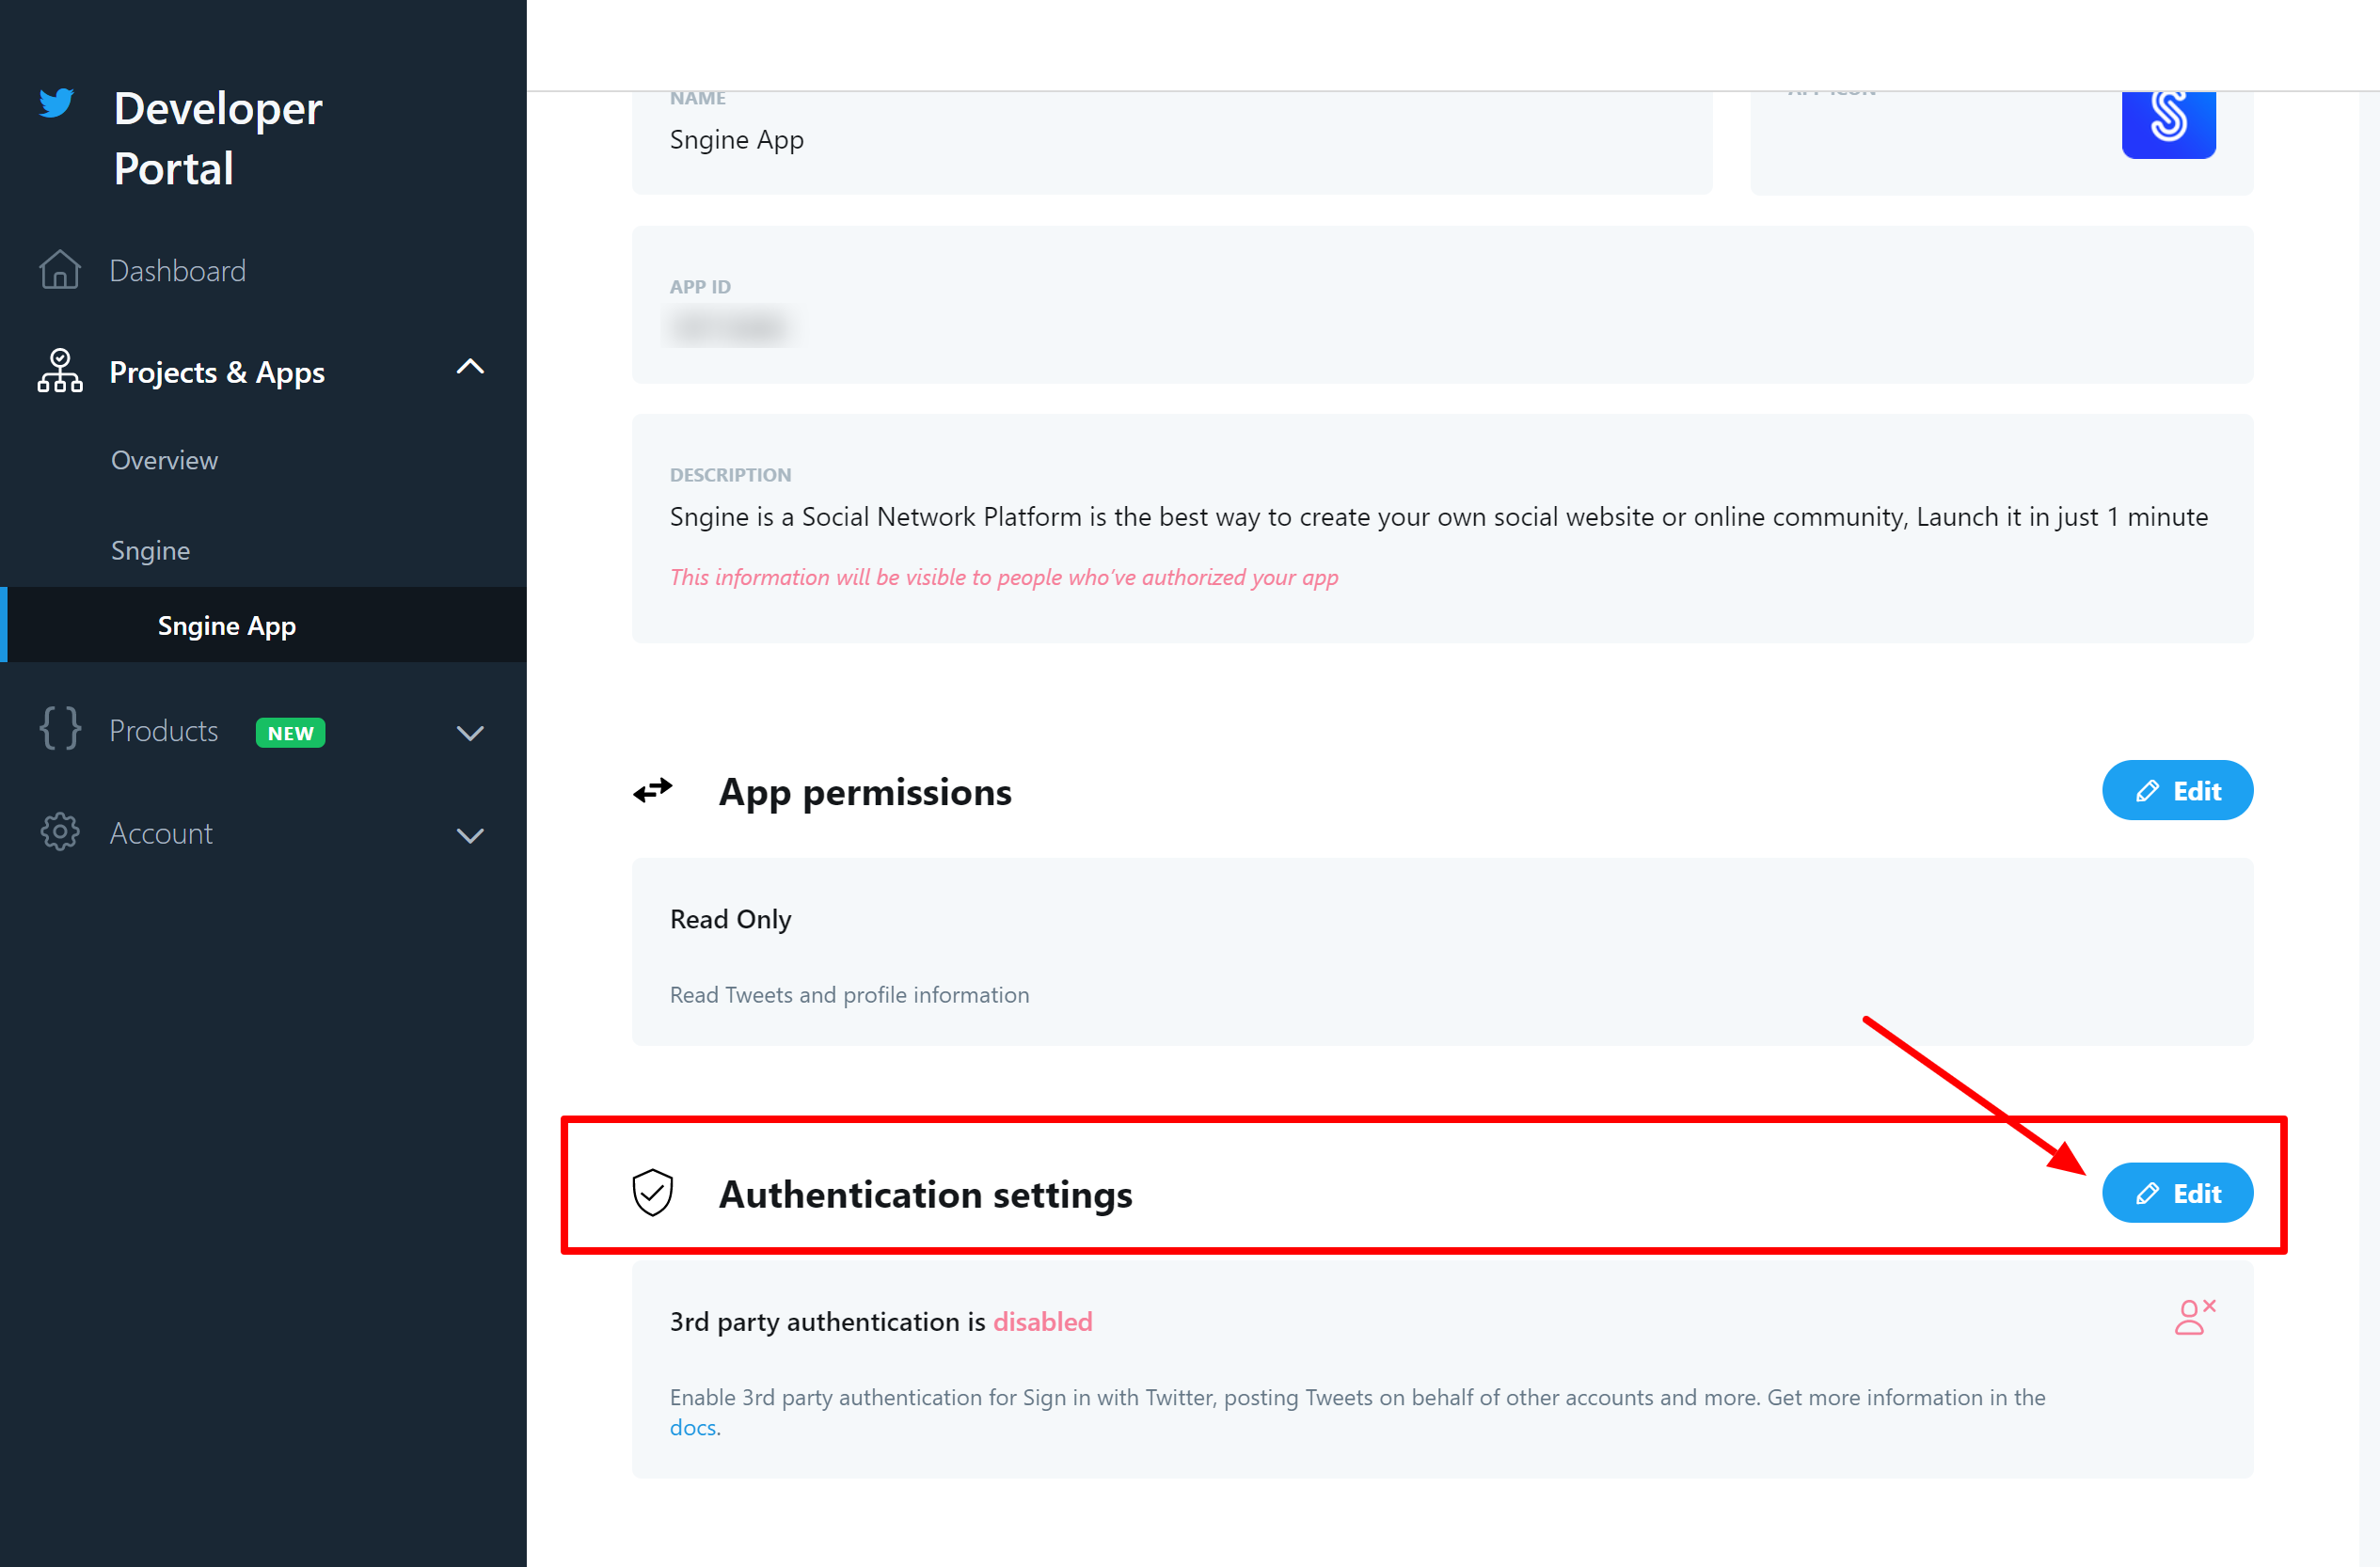 Developer
Portal
Dashboard
Projects & Apps
Overview
Sngine
Sngine App
Products NEW
Account
NAME
Sngine App
APP ICON
APP ID
DESCRIPTION
Sngine is a Social Network Platform is the best way to create your own social website or online community, Launch it in just 1 minute
This information will be visible to people who’ve authorized your app
App permissions
Edit
Read Only
Read Tweets and profile information
Authentication settings
Edit
3rd party authentication is disabled
Enable 3rd party authentication for Sign in with Twitter, posting Tweets on behalf of other accounts and more. Get more information in the
docs.